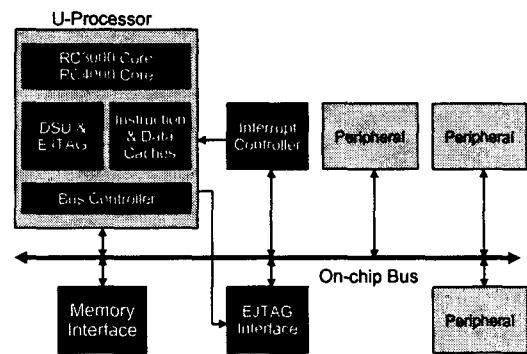 U-Processor
RC3000 Core
RC4000 Core
DSU &
EJTAG
Instruction
& Data
Caches
Interrupt
Controller
Peripheral
Peripheral
Bus Controller
On-chip Bus
Memory
Interface
EJTAG
Interface
Peripheral